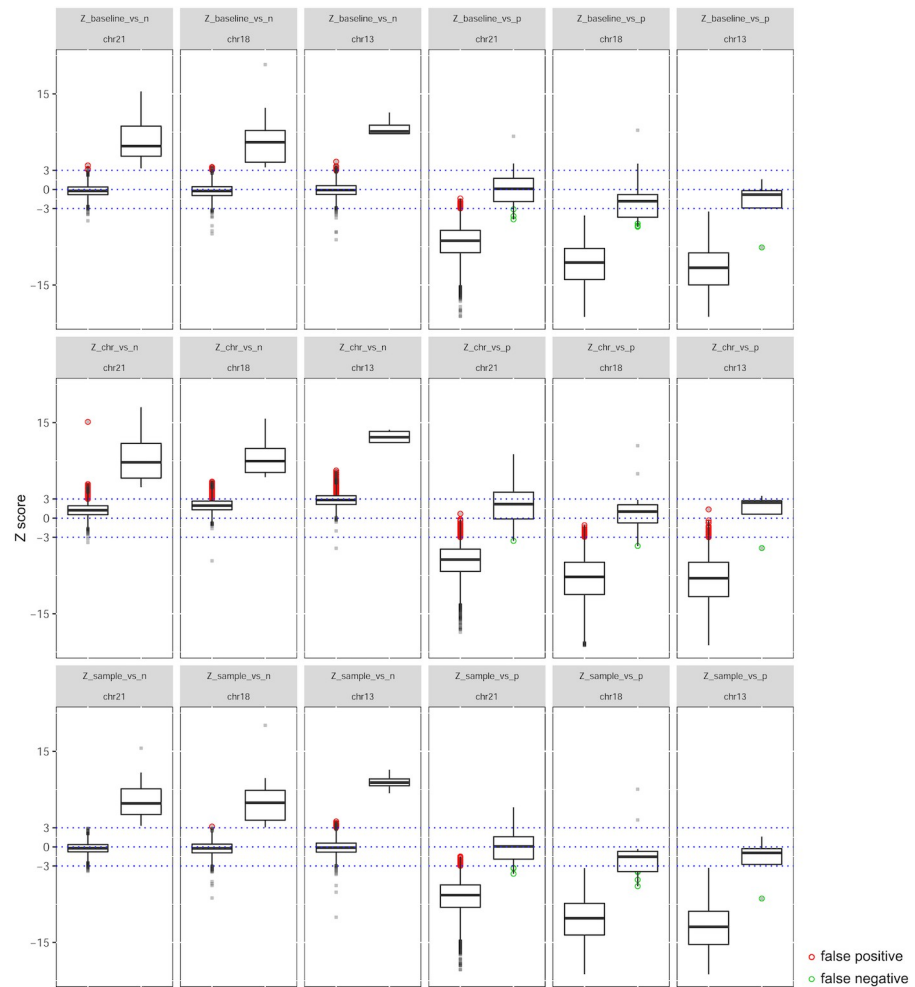 Z_baseline_vs_n Z_baseline_vs_n Z_baseline_vs_n Z_baseline_vs_p Z_baseline_vs_p Z_baseline_vs_p
chr21 chr18 chr13 chr21 chr18 chr13
15
3
0
−3
−15
Z_chr_vs_n Z_chr_vs_n Z_chr_vs_n Z_chr_vs_p Z_chr_vs_p Z_chr_vs_p
chr21 chr18 chr13 chr21 chr18 chr13
Z score
15
3
0
−3
−15
Z_sample_vs_n Z_sample_vs_n Z_sample_vs_n Z_sample_vs_p Z_sample_vs_p Z_sample_vs_p
chr21 chr18 chr13 chr21 chr18 chr13
15
3
0
−3
−15
false positive
false negative